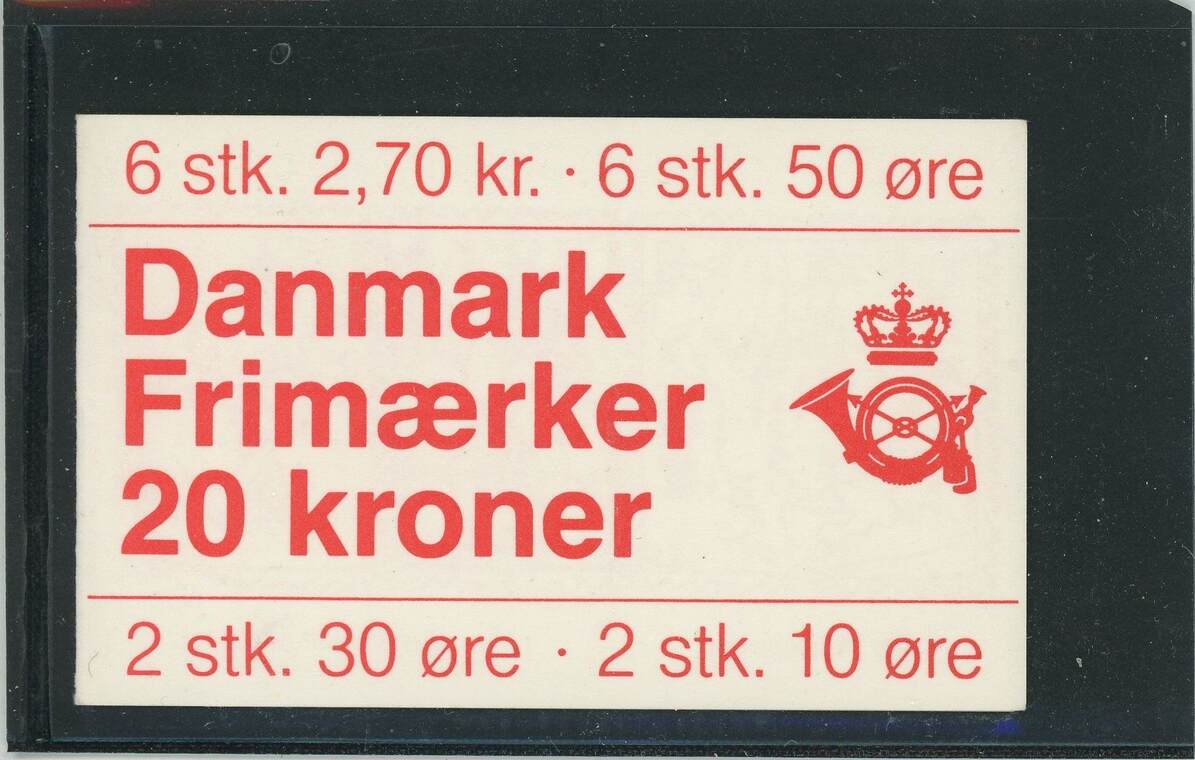 6 stk. 2,70 kr. · 6 stk. 50 øre
Danmark
Frimærker
20 kroner
2 stk. 30 øre · 2 stk. 10 øre